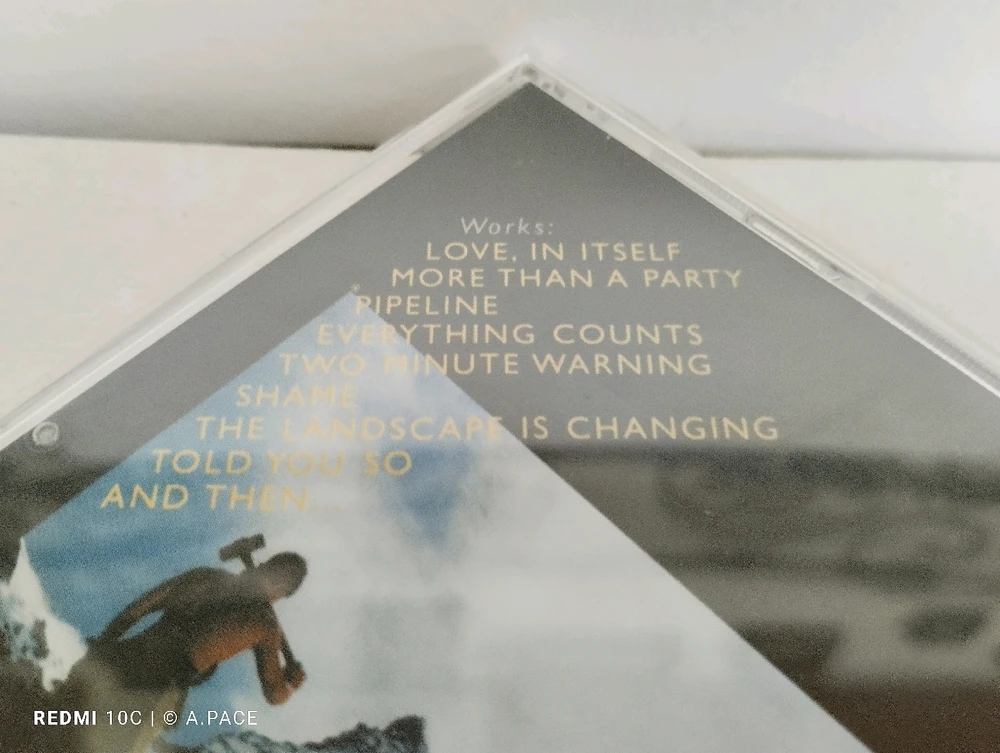 Works:
LOVE, IN ITSELF
MORE THAN A PARTY
PIPELINE
EVERYTHING COUNTS
TWO MINUTE WARNING
SHAME
THE LANDSCAPE IS CHANGING
TOLD YOU SO
AND THEN...
REDMI 10C | © A.PACE